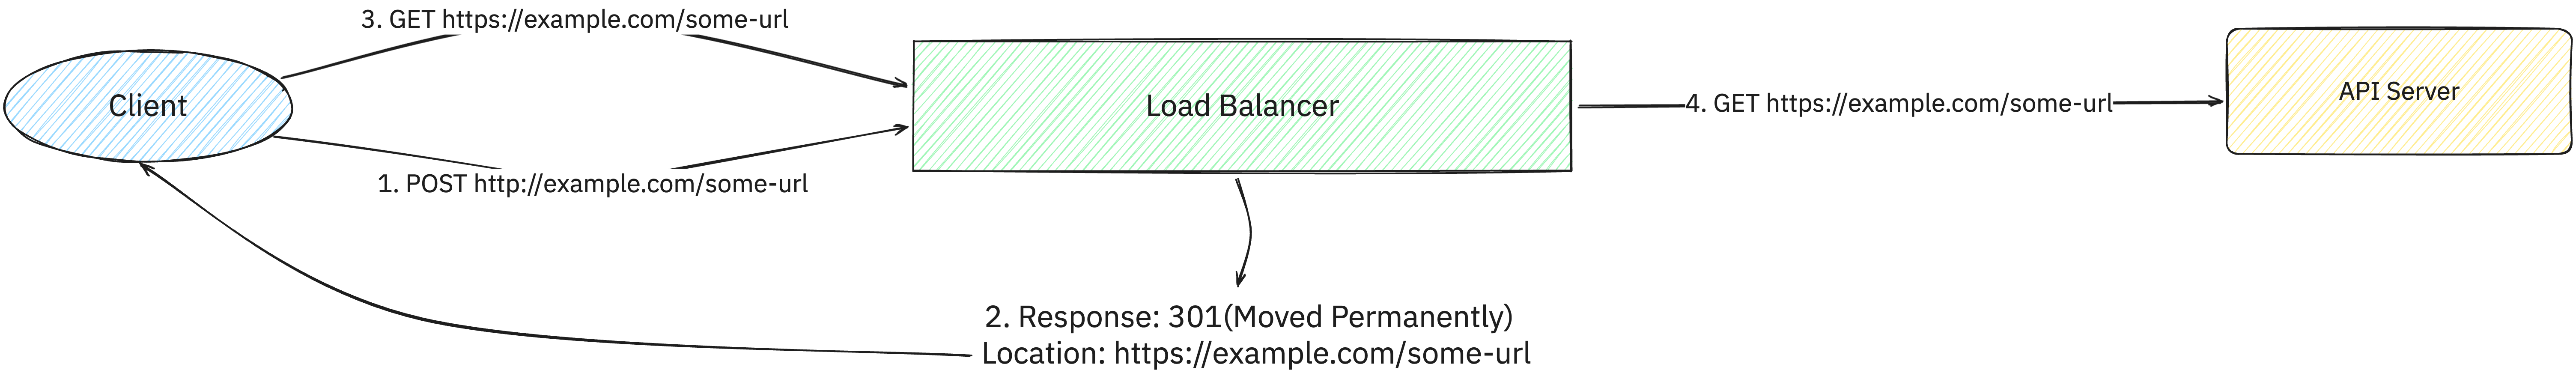 3. GET https://example.com/some-url
Client
Load Balancer
4. GET https://example.com/some-url
API Server
1. POST http://example.com/some-url
2. Response: 301(Moved Permanently)
Location: https://example.com/some-url